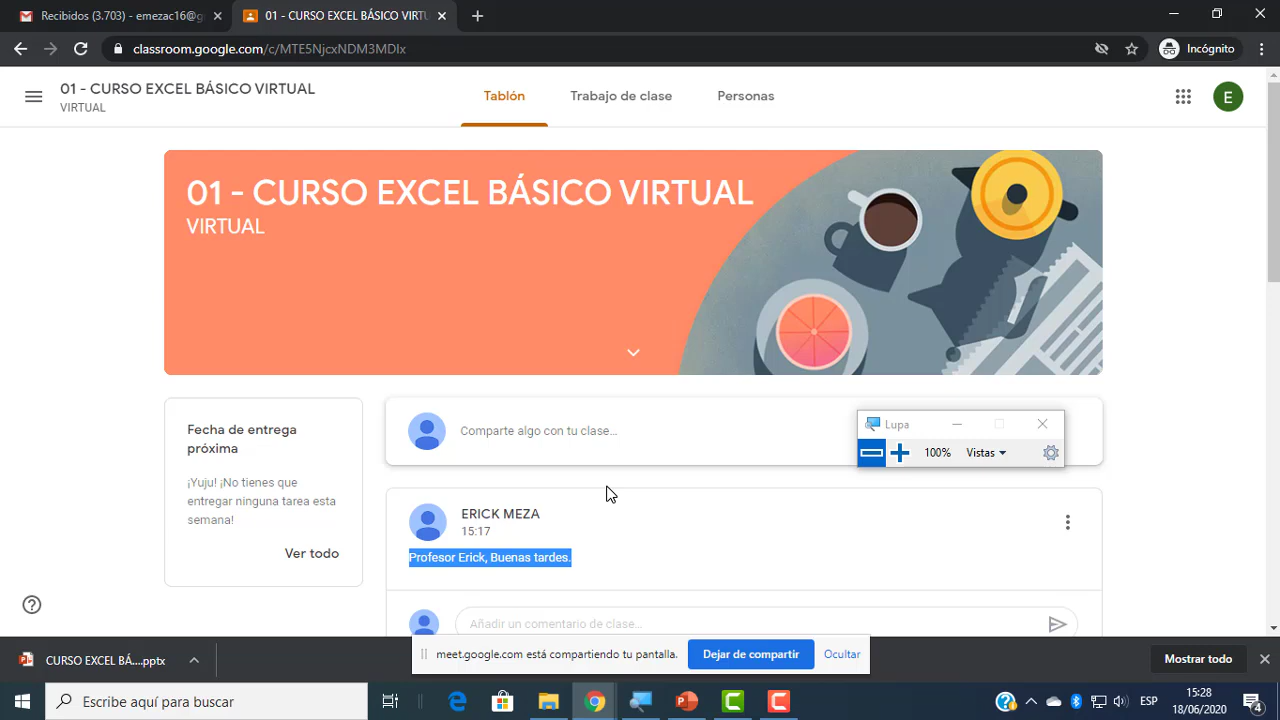 Recibidos (3.703) - emezac16@g
01 - CURSO EXCEL BÁSICO VIRTU
classroom.google.com/c/MTE5NjcxNDM3MDIx
Incógnito
01 - CURSO EXCEL BÁSICO VIRTUAL
VIRTUAL
Tablón
Trabajo de clase
Personas
E
01 - CURSO EXCEL BÁSICO VIRTUAL
VIRTUAL
Fecha de entrega
próxima
¡Yuju! ¡No tienes que
entregar ninguna tarea esta
semana!
Ver todo
Comparte algo con tu clase...
Lupa
100%
Vistas
ERICK MEZA
15:17
Profesor Erick, Buenas tardes.
Añadir un comentario de clase...
meet.google.com está compartiendo tu pantalla.
Dejar de compartir
Ocultar
CURSO EXCEL BÁ....pptx
Mostrar todo
Escribe aquí para buscar
ESP
15:28
18/06/2020
4